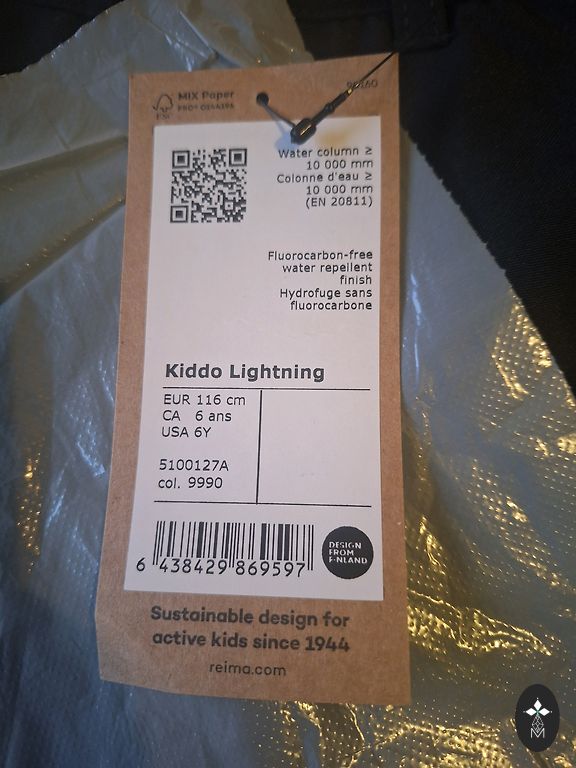 MIX Paper
FSC
Water column ≥
10 000 mm
Colonne d'eau ≥
10 000 mm
(EN 20811)
Fluorocarbon-free
water repellent
finish
Hydrofuge sans
fluorocarbone
Kiddo Lightning
EUR 116 cm
CA 6 ans
USA 6Y
5100127A
col. 9990
6 438429 869597
DESIGN
FROM
FINLAND
Sustainable design for
active kids since 1944
reima.com
M